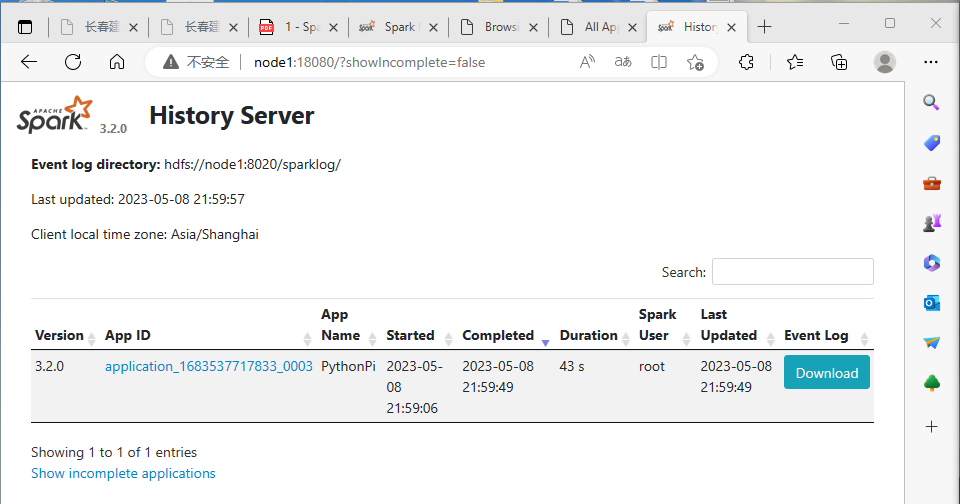 长春建
长春建
1 - Spa
Spark
Browsi
All App
Histor
不安全
node1:18080/?showIncomplete=false
APACHE
Spark
3.2.0
History Server
Event log directory: hdfs://node1:8020/sparklog/
Last updated: 2023-05-08 21:59:57
Client local time zone: Asia/Shanghai
Search:
Version
App ID
App
Name
Started
Completed
Duration
Spark
User
Last
Updated
Event Log
3.2.0
application_1683537717833_0003
PythonPi
2023-05-
08
21:59:06
2023-05-08
21:59:49
43 s
root
2023-05-08
21:59:49
Download
Showing 1 to 1 of 1 entries
Show incomplete applications